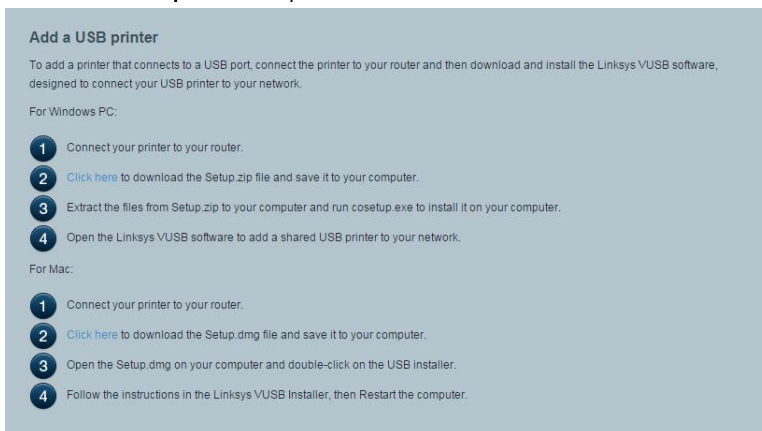 Add a USB printer
To add a printer that connects to a USB port, connect the printer to your router and then download and install the Linksys VUSB software,
designed to connect your USB printer to your network.
For Windows PC:
1 Connect your printer to your router.
2 Click here to download the Setup.zip file and save it to your computer.
3 Extract the files from Setup.zip to your computer and run cosetup.exe to install it on your computer.
4 Open the Linksys VUSB software to add a shared USB printer to your network.
For Mac:
1 Connect your printer to your router.
2 Click here to download the Setup.dmg file and save it to your computer.
3 Open the Setup.dmg on your computer and double-click on the USB installer.
4 Follow the instructions in the Linksys VUSB Installer, then Restart the computer.